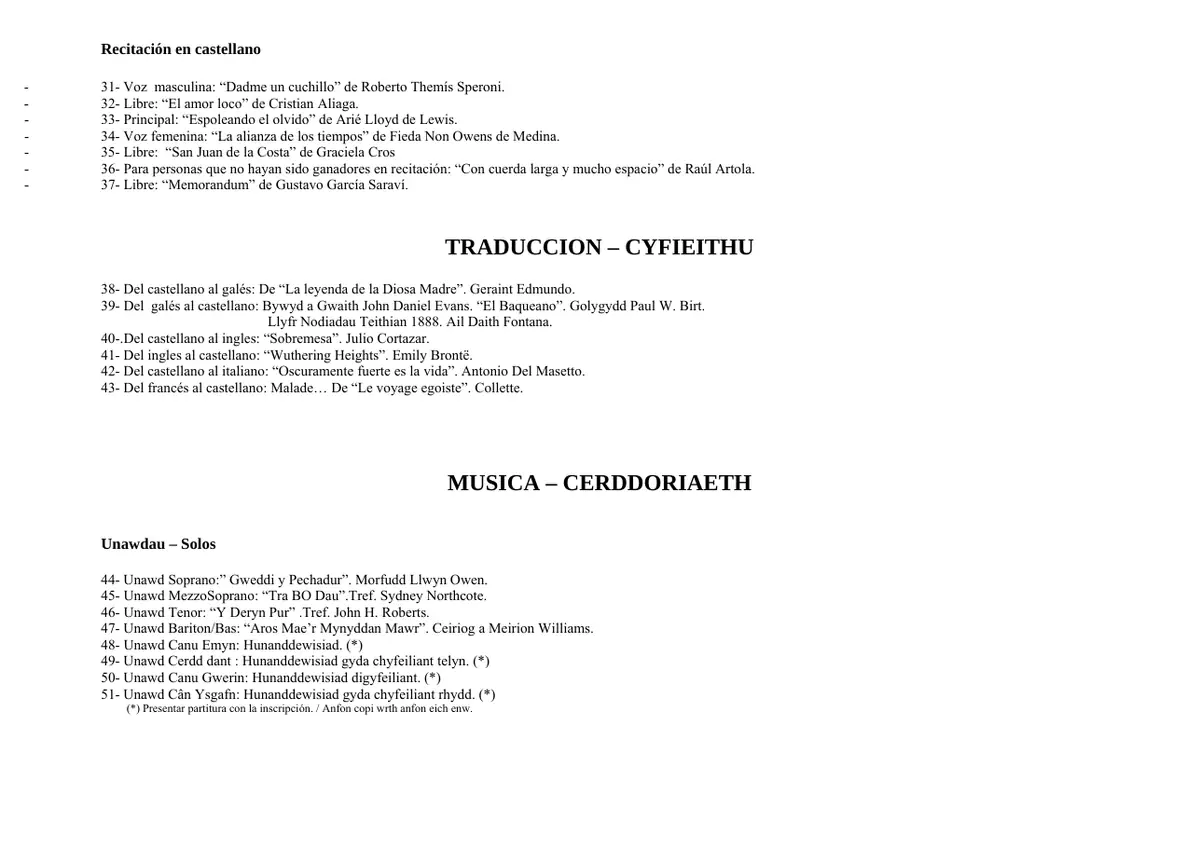 Recitación en castellano
- 31- Voz  masculina: “Dadme un cuchillo” de Roberto Themís Speroni.
- 32- Libre: “El amor loco” de Cristian Aliaga.
- 33- Principal: “Espoleando el olvido” de Arié Lloyd de Lewis.
- 34- Voz femenina: “La alianza de los tiempos” de Fieda Non Owens de Medina.
- 35- Libre:  “San Juan de la Costa” de Graciela Cros
- 36- Para personas que no hayan sido ganadores en recitación: “Con cuerda larga y mucho espacio” de Raúl Artola.
- 37- Libre: “Memorandum” de Gustavo García Saraví.
TRADUCCION – CYFIEITHU
38- Del castellano al galés: De “La leyenda de la Diosa Madre”. Geraint Edmundo.
39- Del  galés al castellano: Bywyd a Gwaith John Daniel Evans. “El Baqueano”. Golygydd Paul W. Birt.
Llyfr Nodiadau Teithian 1888. Ail Daith Fontana.
40-.Del castellano al ingles: “Sobremesa”. Julio Cortazar.
41- Del ingles al castellano: “Wuthering Heights”. Emily Brontë.
42- Del castellano al italiano: “Oscuramente fuerte es la vida”. Antonio Del Masetto.
43- Del francés al castellano: Malade… De “Le voyage egoiste”. Collette.
MUSICA – CERDDORIAETH
Unawdau – Solos
44- Unawd Soprano:” Gweddi y Pechadur”. Morfudd Llwyn Owen.
45- Unawd MezzoSoprano: “Tra BO Dau”.Tref. Sydney Northcote.
46- Unawd Tenor: “Y Deryn Pur” .Tref. John H. Roberts.
47- Unawd Bariton/Bas: “Aros Mae’r Mynyddan Mawr”. Ceiriog a Meirion Williams.
48- Unawd Canu Emyn: Hunanddewisiad. (*)
49- Unawd Cerdd dant : Hunanddewisiad gyda chyfeiliant telyn. (*)
50- Unawd Canu Gwerin: Hunanddewisiad digyfeiliant. (*)
51- Unawd Cân Ysgafn: Hunanddewisiad gyda chyfeiliant rhydd. (*)
(*) Presentar partitura con la inscripción. / Anfon copi wrth anfon eich enw.